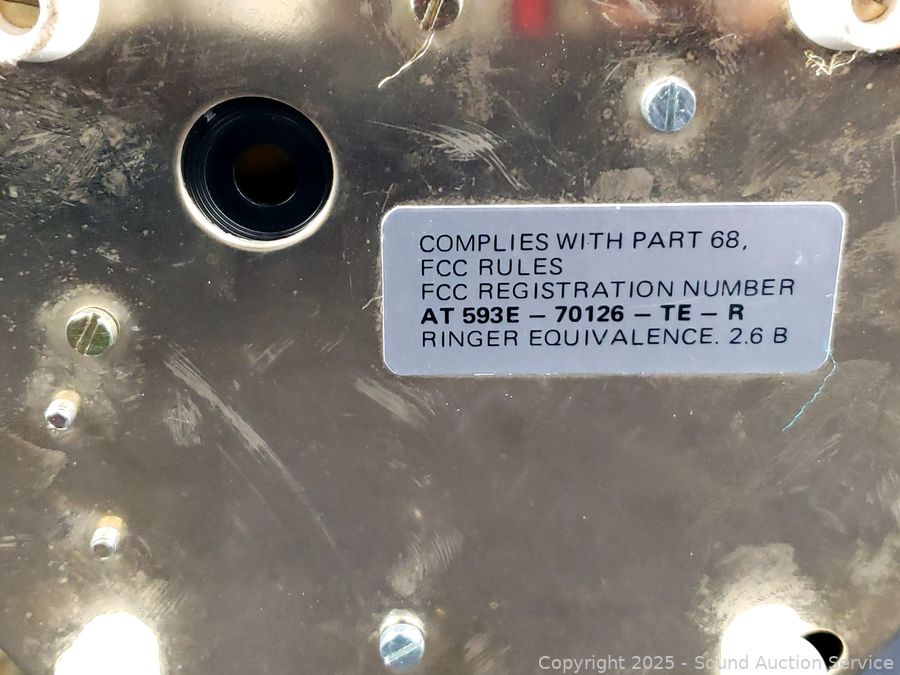 COMPLIES WITH PART 68,
FCC RULES
FCC REGISTRATION NUMBER
AT 593E – 70126 – TE – R
RINGER EQUIVALENCE. 2.6 B
Copyright 2025 - Sound Auction Service